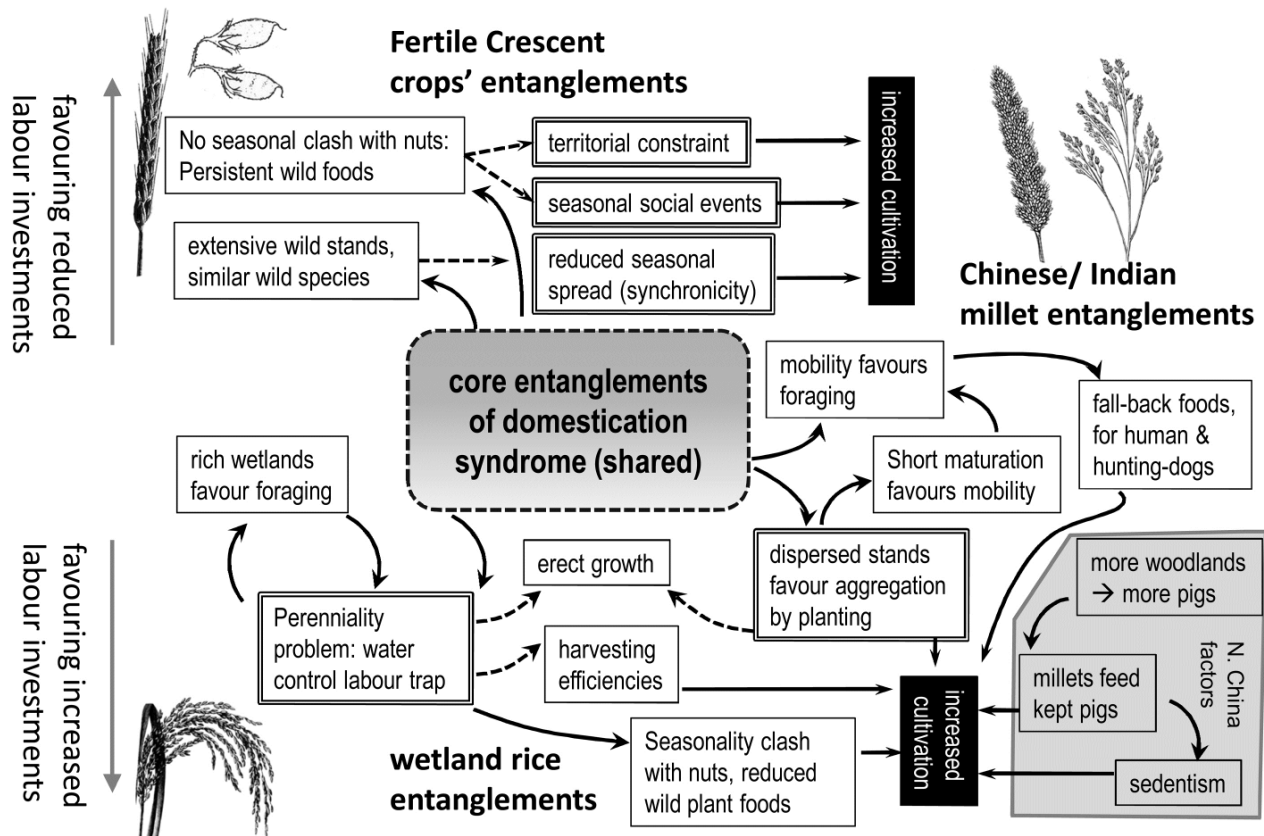 Fertile Crescent
crops' entanglements
favouring reduced
labour investments
No seasonal clash with nuts:
Persistent wild foods
territorial constraint
seasonal social events
extensive wild stands,
similar wild species
reduced seasonal
spread (synchronicity)
increased cultivation
Chinese/ Indian
millet entanglements
core entanglements
of domestication
syndrome (shared)
mobility favours
foraging
fall-back foods,
for human &
hunting-dogs
Short maturation
favours mobility
rich wetlands
favour foraging
favouring increased
labour investments
erect growth
dispersed stands
favour aggregation
by planting
more woodlands
→ more pigs
N. China
factors
Perenniality
problem: water
control labour trap
harvesting
efficiencies
millets feed
kept pigs
increased
cultivation
Seasonality clash
with nuts, reduced
wild plant foods
sedentism
wetland rice
entanglements